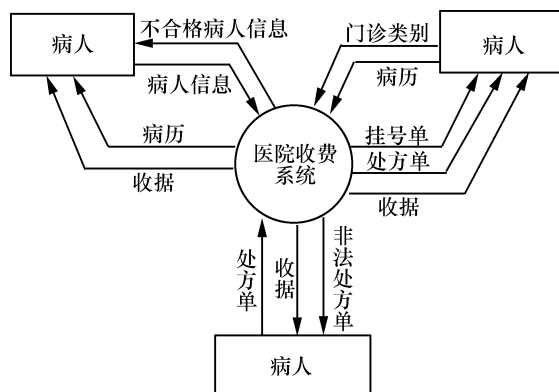 病人
不合格病人信息
病人信息
病历
收据
门诊类别
病历
病人
挂号单
处方单
收据
医院收费
系统
处方单
收据
非法处方单
病人